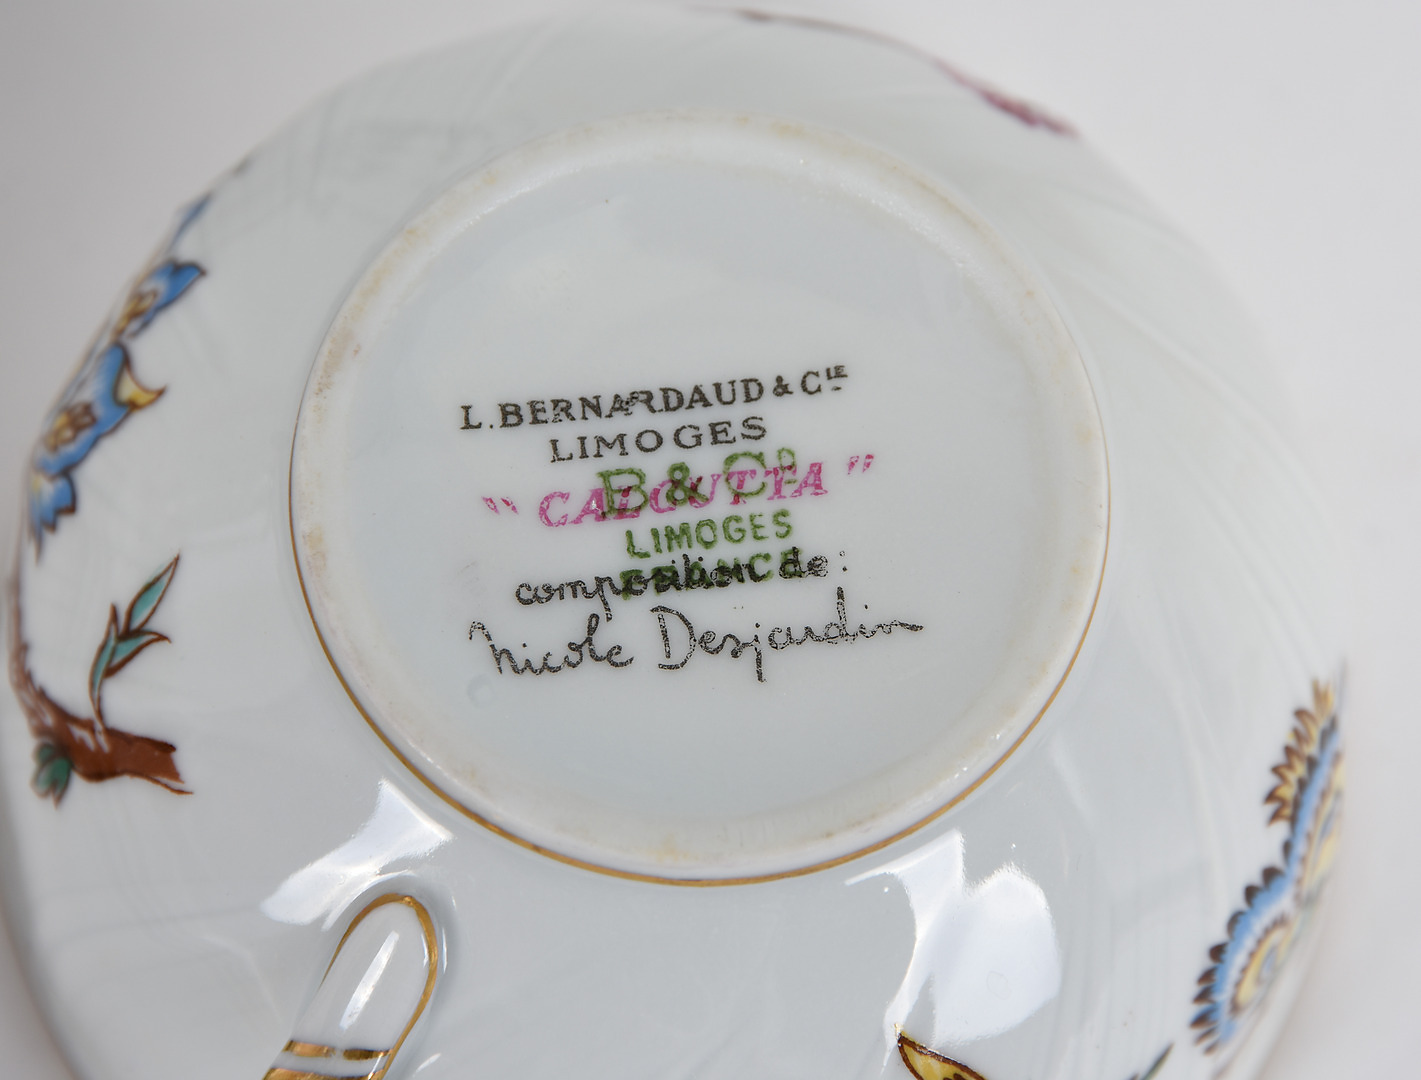 L. BERNARDAUD & CIE
LIMOGES
B & Co
" CALCUTTA "
LIMOGES
FRANCE
composition de:
Nicole Desjardin